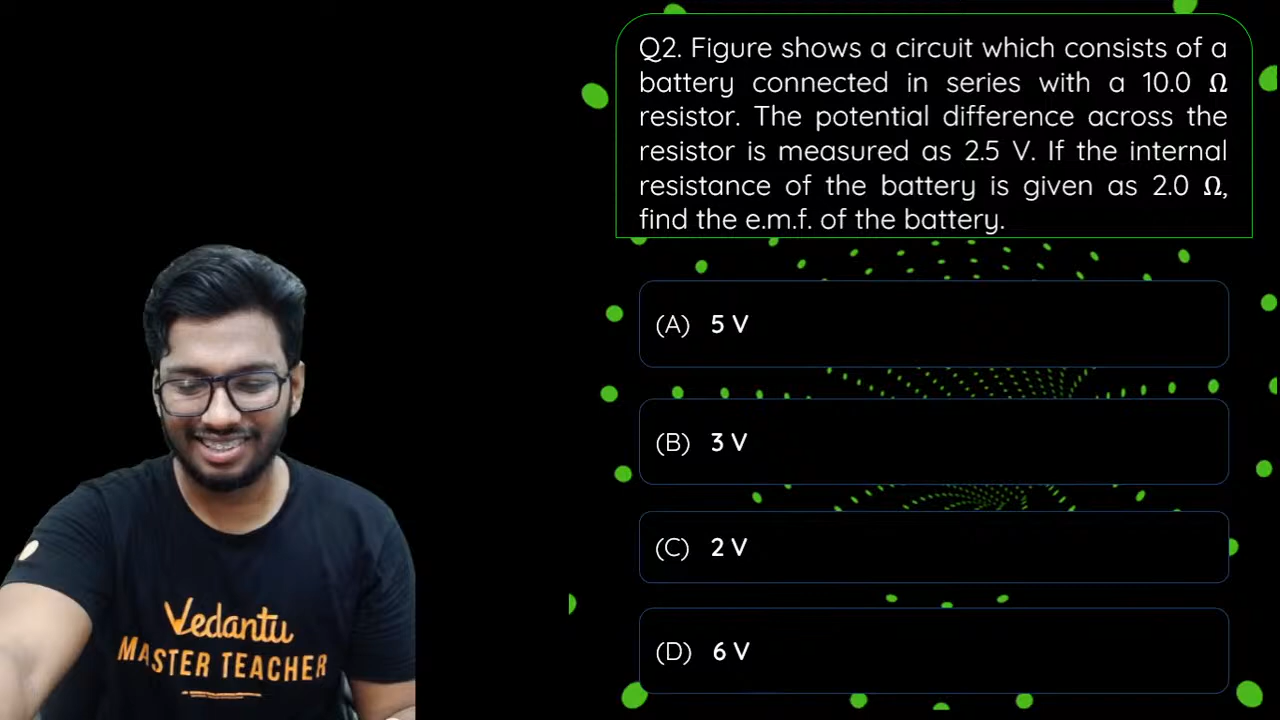 Q2. Figure shows a circuit which consists of a
battery connected in series with a 10.0 Ω
resistor. The potential difference across the
resistor is measured as 2.5 V. If the internal
resistance of the battery is given as 2.0 Ω,
find the e.m.f. of the battery.
(A) 5 V
(B) 3 V
(C) 2 V
(D) 6 V
Vedantu
MASTER TEACHER